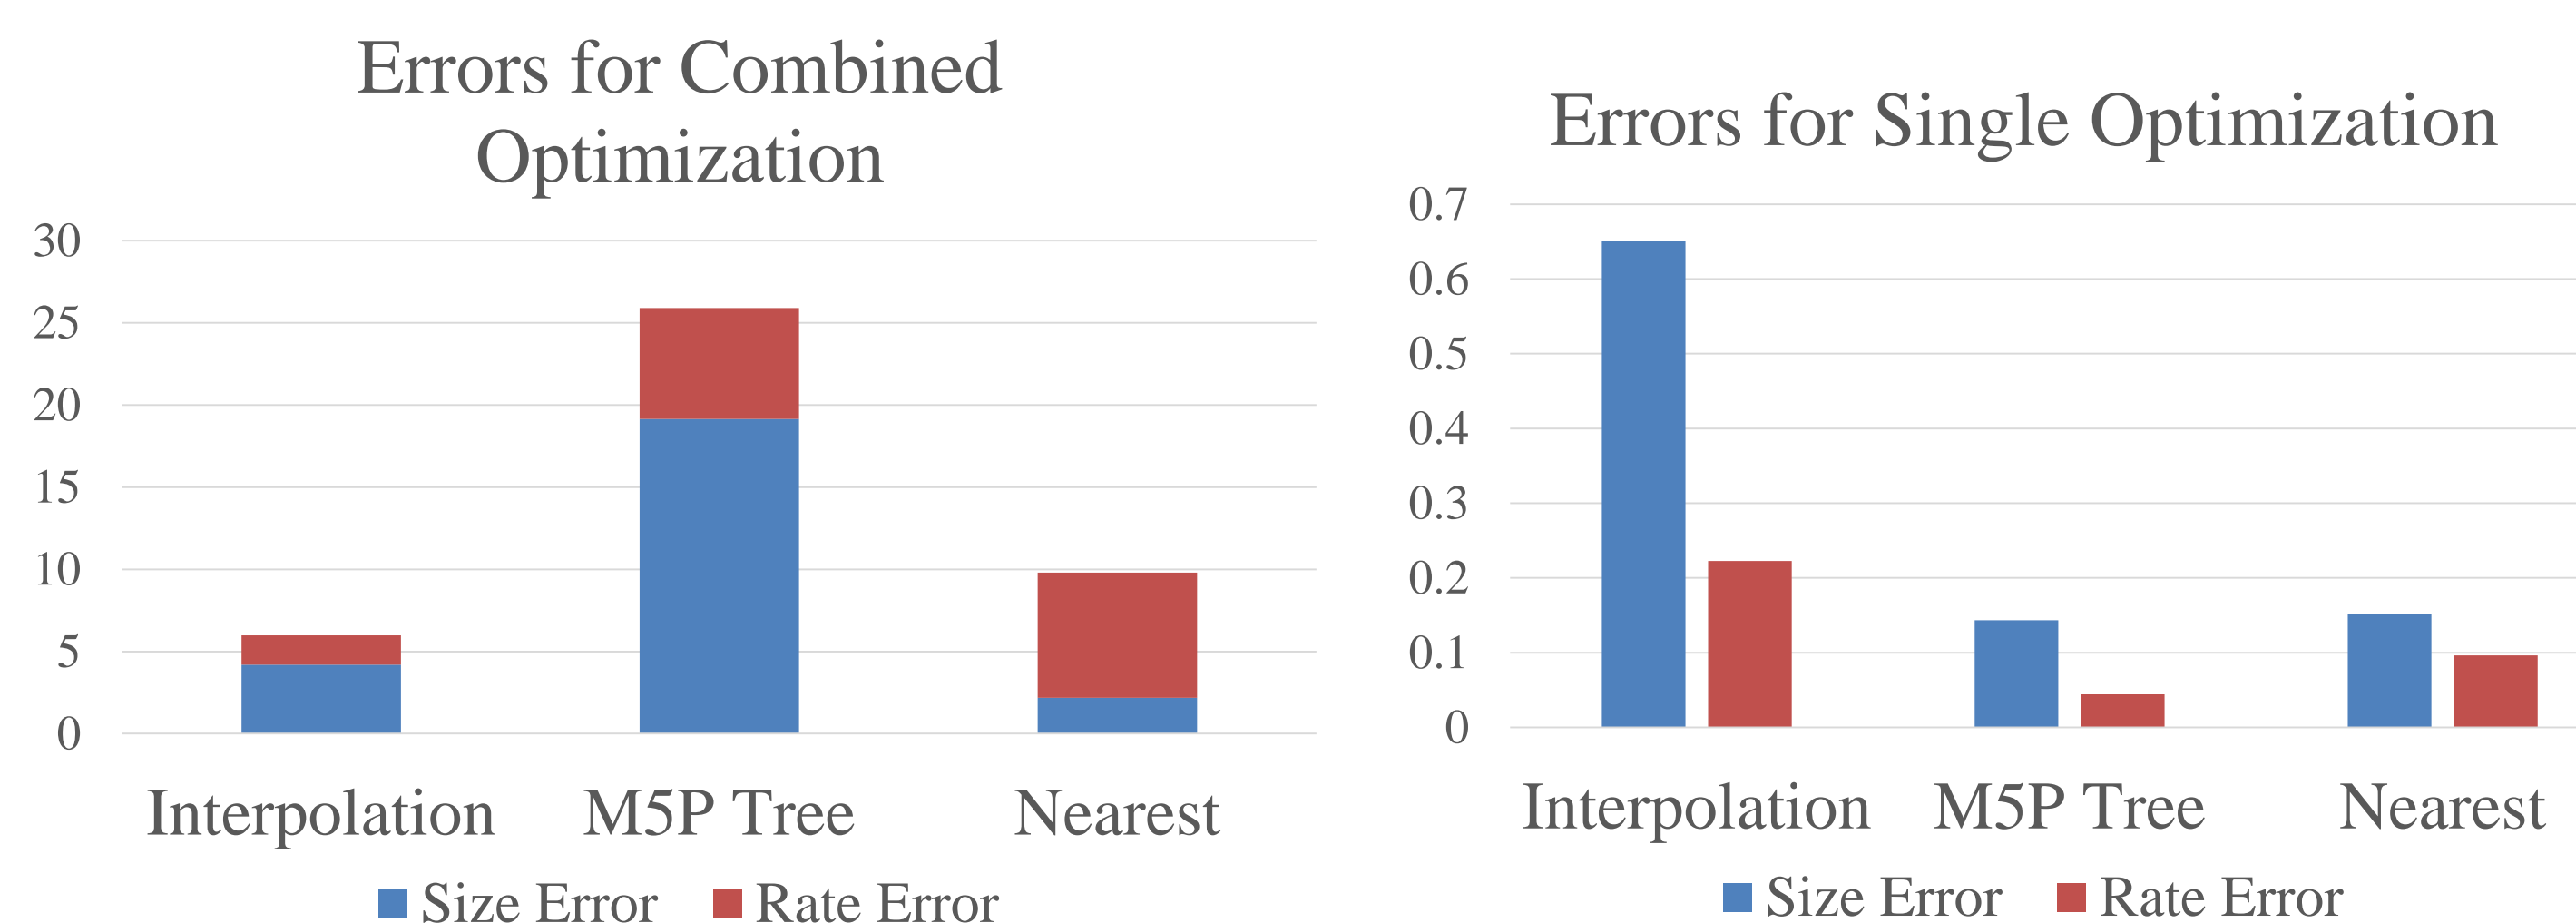 Errors for Combined
Optimization
30
25
20
15
10
5
0
Interpolation M5P Tree Nearest
Size Error Rate Error
Errors for Single Optimization
0.7
0.6
0.5
0.4
0.3
0.2
0.1
0
Interpolation M5P Tree Nearest
Size Error Rate Error